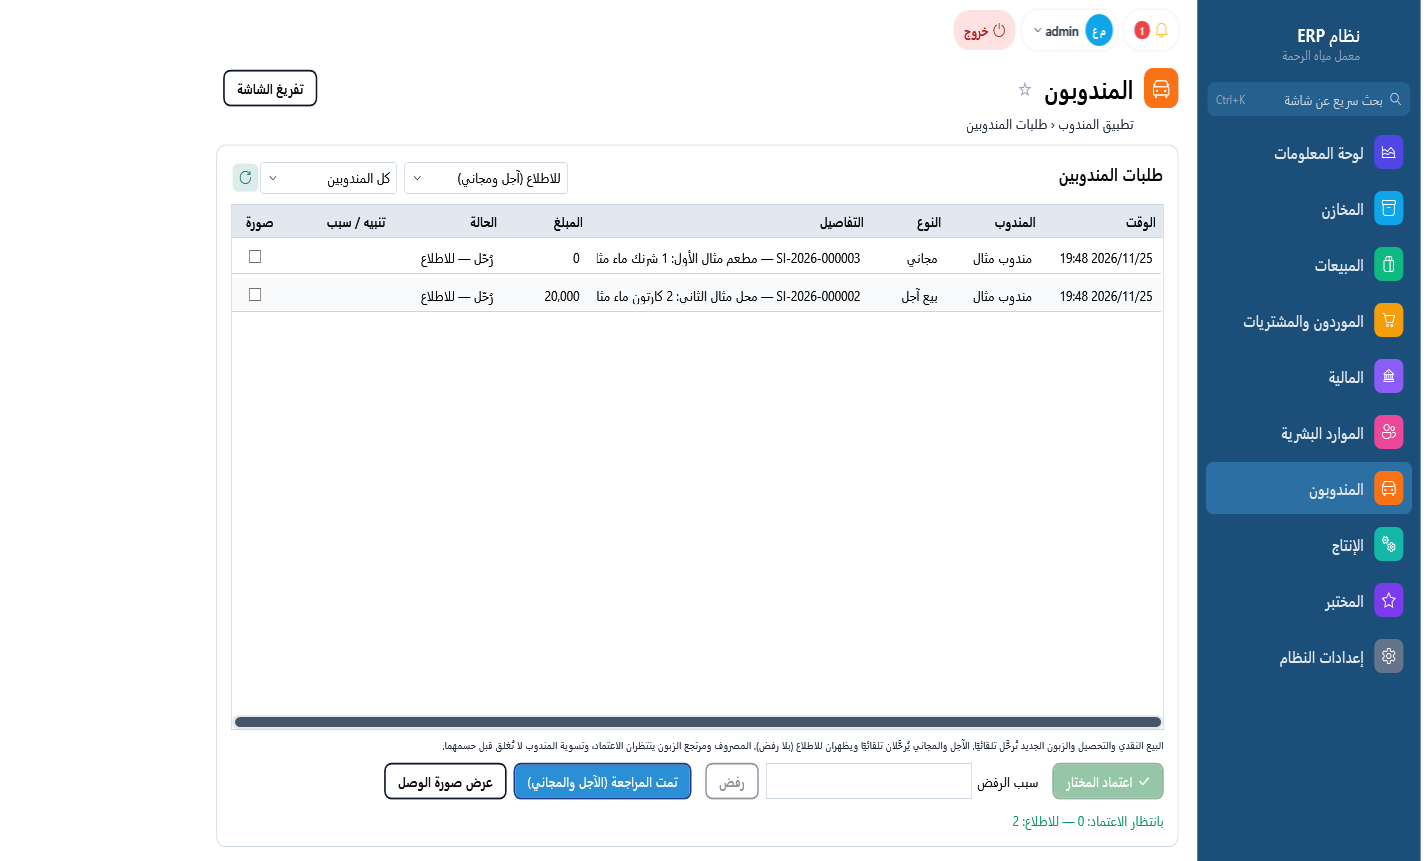 نظام ERP
معمل مياه الرحمة
بحث سريع عن شاشة Ctrl+K
لوحة المعلومات
المخازن
المبيعات
الموردون والمشتريات
المالية
الموارد البشرية
المندوبون
الإنتاج
المختبر
إعدادات النظام
1
م ع admin
خروج
المندوبون
تفريغ الشاشة
تطبيق المندوب › طلبات المندوبين
طلبات المندوبين
للاطلاع (آجل ومجاني)
كل المندوبين
الوقت المندوب النوع التفاصيل المبلغ الحالة تنبيه / سبب صورة
2026/11/25 19:48 مندوب مثال مجاني SI-2026-000003 — مطعم مثال الأول: 1 شرنك ماء مثا 0 رُحّل — للاطلاع
2026/11/25 19:48 مندوب مثال بيع آجل SI-2026-000002 — محل مثال الثاني: 2 كارتون ماء مثا 20,000 رُحّل — للاطلاع
البيع النقدي والتحصيل والزبون الجديد تُرحَّل تلقائيًا. الآجل والمجاني يُرحَّلان تلقائيًا ويظهران للاطلاع (بلا رفض). المصروف ومرتجع الزبون ينتظران الاعتماد، وتسوية المندوب لا تُغلق قبل حسمهما.
اعتماد المختار
سبب الرفض
رفض
تمت المراجعة (الآجل والمجاني)
عرض صورة الوصل
بانتظار الاعتماد: 0 — للاطلاع: 2